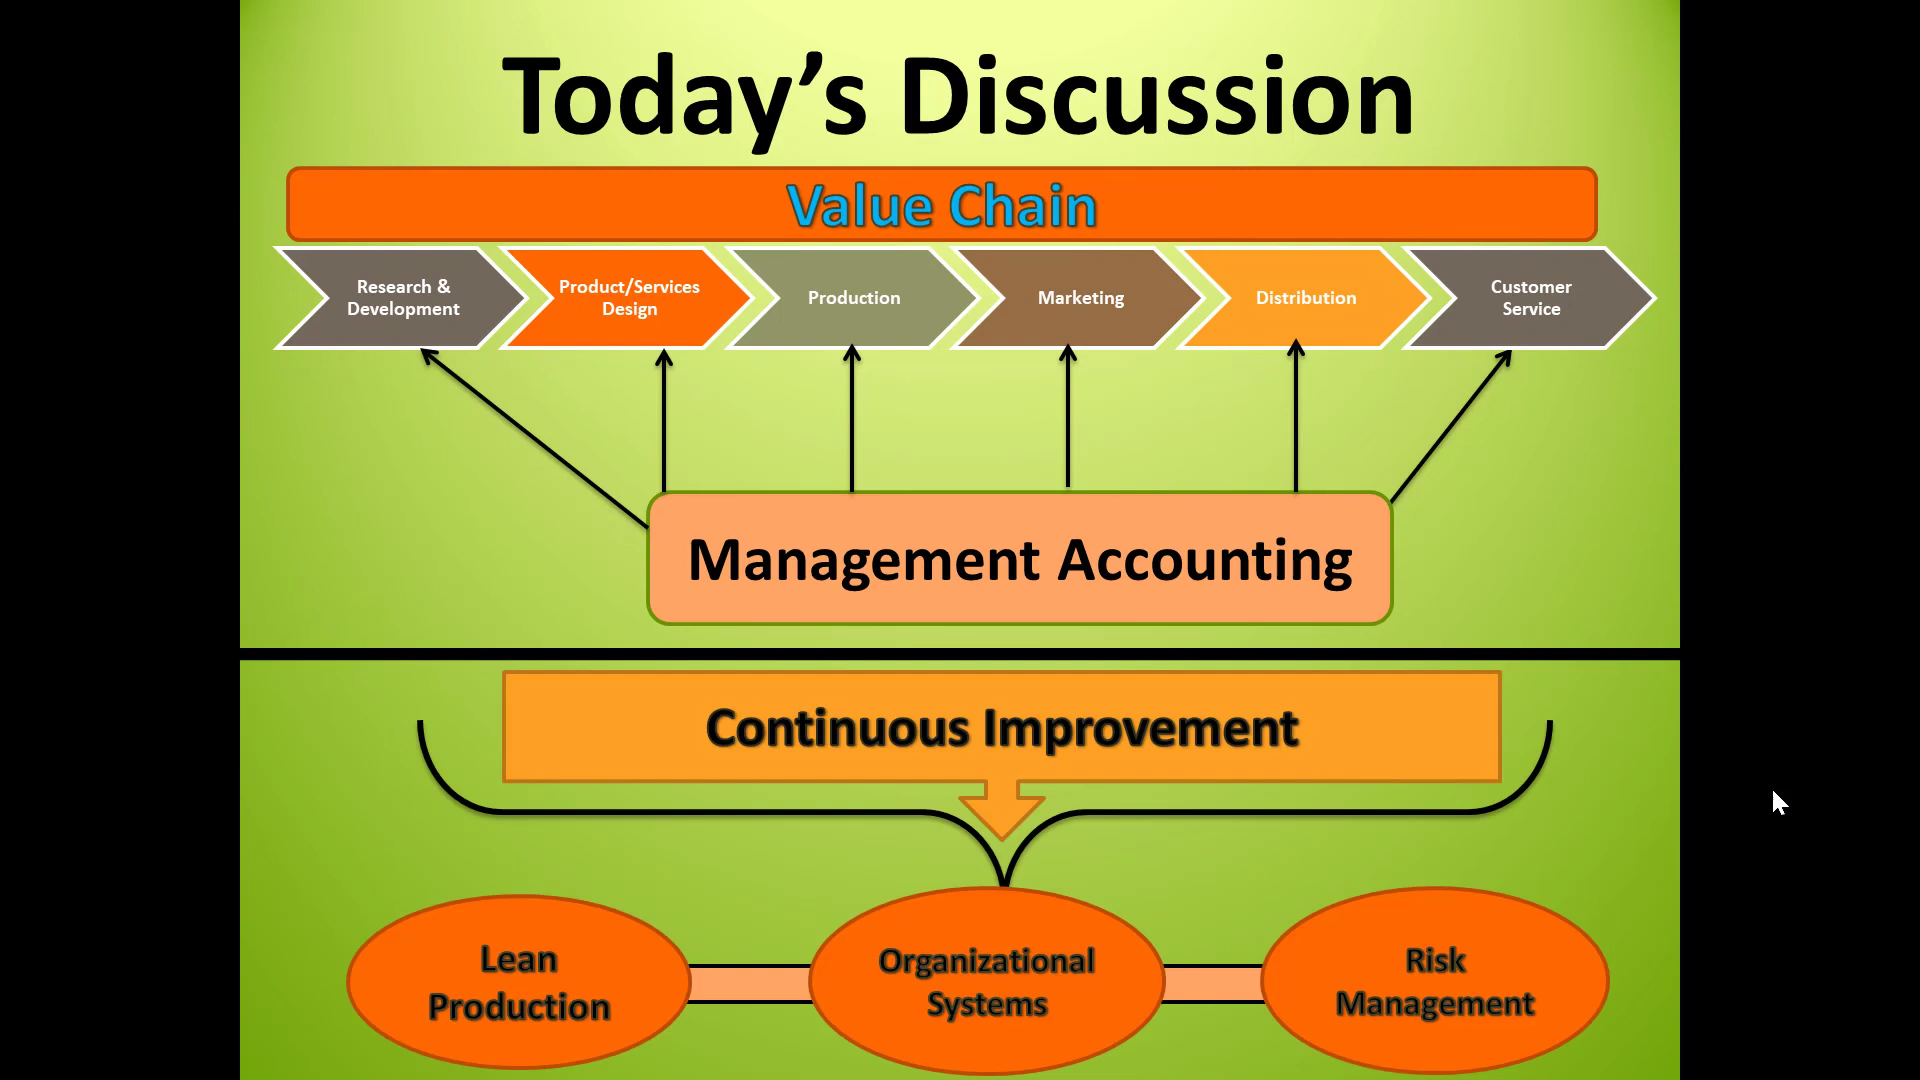 Today’s Discussion
Value Chain
Research &
Development
Product/Services
Design
Production
Marketing
Distribution
Customer
Service
Management Accounting
Continuous Improvement
Lean
Production
Organizational
Systems
Risk
Management